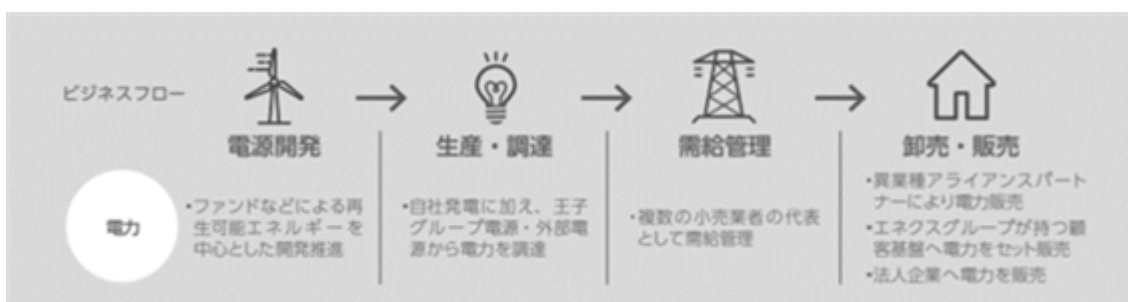 ビジネスフロー
電源開発
生産・調達
需給管理
卸売・販売
電力
•ファンドなどによる再
生可能エネルギーを
中心とした開発推進
•自社発電に加え、王子
グループ電源・外部電
源から電力を調達
•複数の小売業者の代表
として需給管理
•異業種アライアンスパート
ナーにより電力販売
•エネクスグループが持つ顧
客基盤へ電力をセット販売
•法人企業へ電力を販売